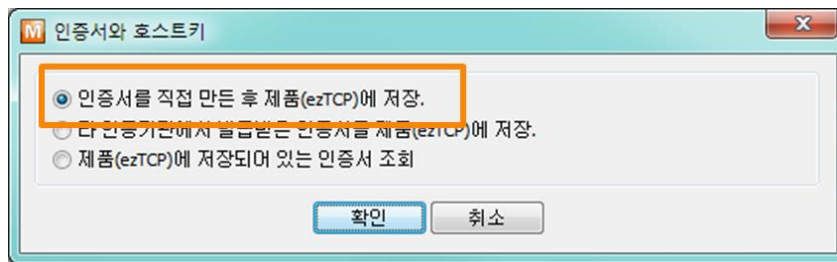 M 인증서와 호스트키
인증서를 직접 만든 후 제품(ezTCP)에 저장.
타 인증기관에서 발급받은 인증서를 제품(ezTCP)에 저장.
제품(ezTCP)에 저장되어 있는 인증서 조회
확인 취소